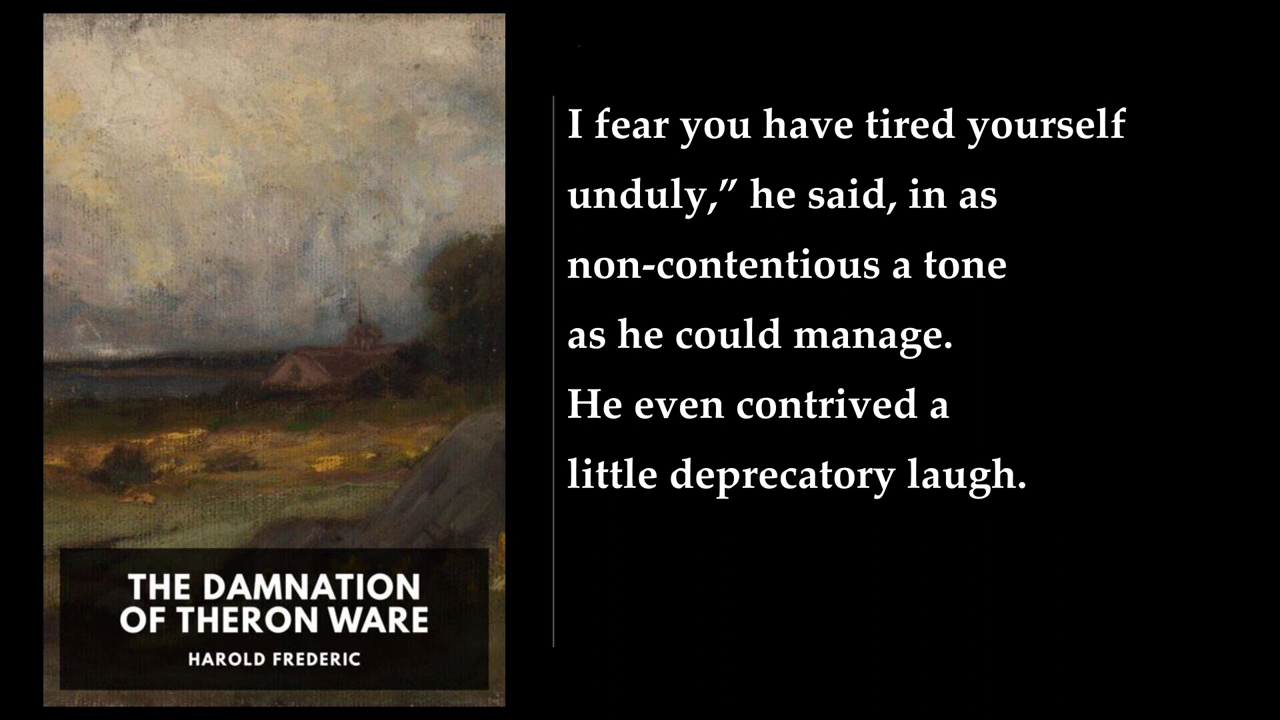 I fear you have tired yourself
unduly,” he said, in as
non-contentious a tone
as he could manage.
He even contrived a
little deprecatory laugh.
THE DAMNATION
OF THERON WARE
HAROLD FREDERIC